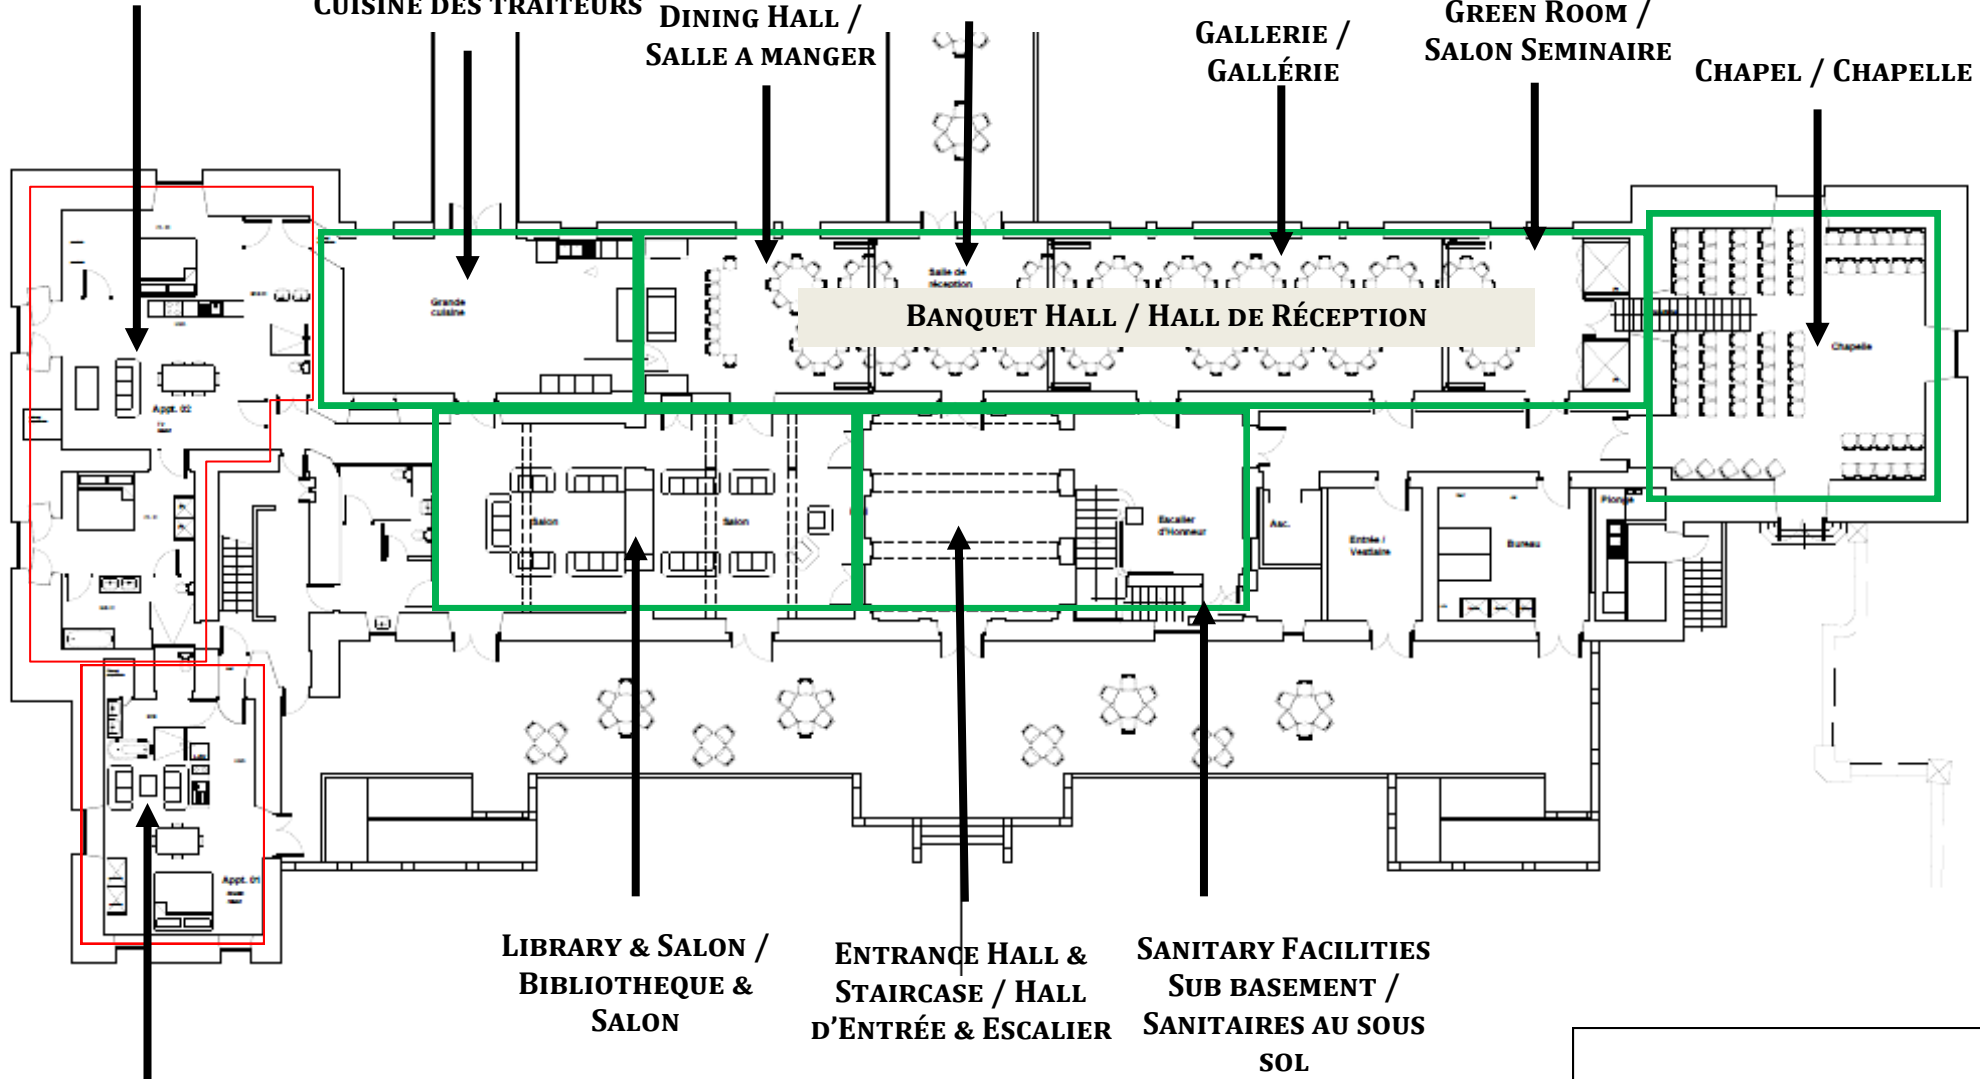 CUISINE DES TRAITEURS
DINING HALL /
SALLE A MANGER
GALLERIE /
GALLÉRIE
GREEN ROOM /
SALON SEMINAIRE
CHAPEL / CHAPELLE
Grande
cuisine
Salle de
réception
BANQUET HALL / HALL DE RÉCEPTION
Chapelle
Appt. 02
Salon
Salon
Escalier
d'Honneur
Asc.
Entrée /
Vestiaire
Bureau
Plonge
Appt. 01
LIBRARY & SALON /
BIBLIOTHEQUE &
SALON
ENTRANCE HALL &
STAIRCASE / HALL
D'ENTRÉE & ESCALIER
SANITARY FACILITIES
SUB BASEMENT /
SANITAIRES AU SOUS
SOL